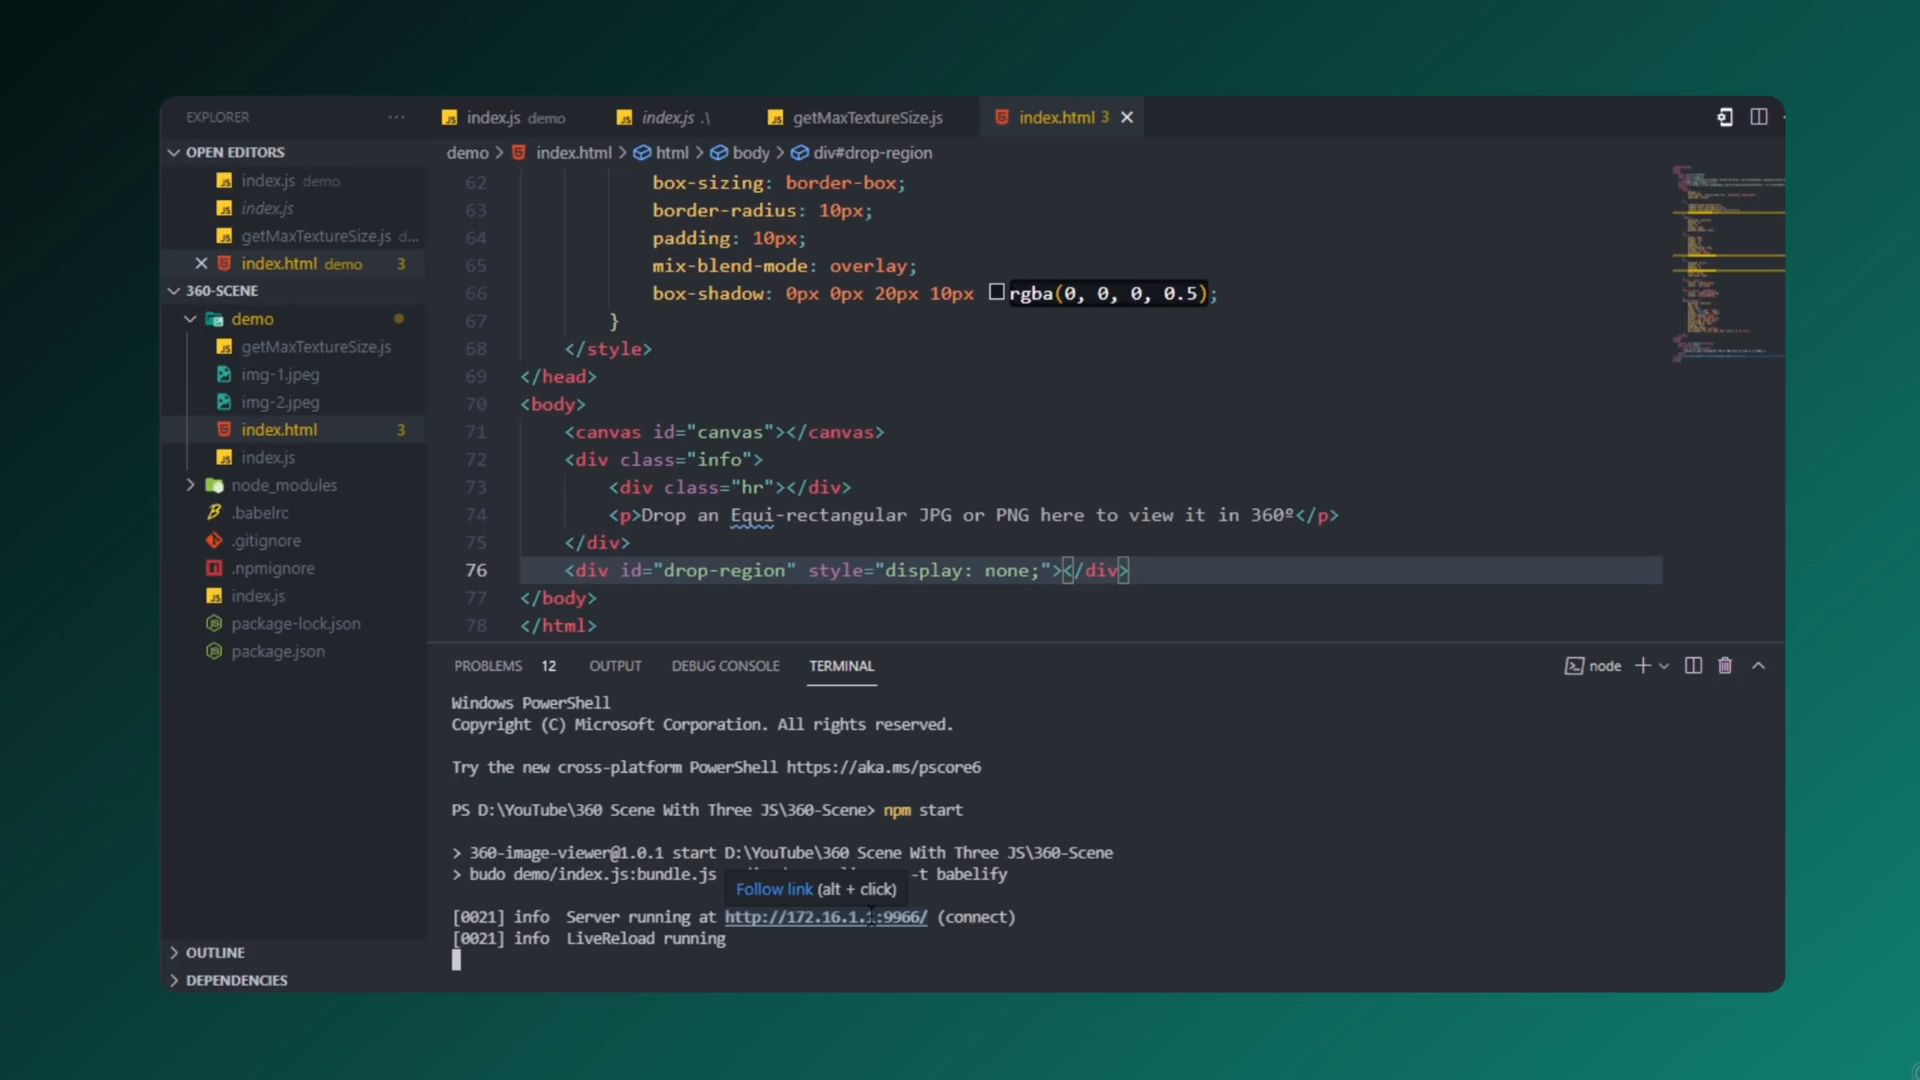 EXPLORER ...
OPEN EDITORS
index.js demo
index.js
getMaxTextureSize.js d...
index.html demo 3
360-SCENE
demo
getMaxTextureSize.js
img-1.jpeg
img-2.jpeg
index.html 3
index.js
node_modules
.babelrc
.gitignore
.npmignore
index.js
package-lock.json
package.json
OUTLINE
DEPENDENCIES
index.js demo index.js .\ getMaxTextureSize.js index.html 3
demo > index.html > html > body > div#drop-region
62 box-sizing: border-box;
63 border-radius: 10px;
64 padding: 10px;
65 mix-blend-mode: overlay;
66 box-shadow: 0px 0px 20px 10px rgba(0, 0, 0, 0.5);
67 }
68 </style>
69 </head>
70 <body>
71 <canvas id="canvas"></canvas>
72 <div class="info">
73 <div class="hr"></div>
74 <p>Drop an Equi-rectangular JPG or PNG here to view it in 360º</p>
75 </div>
76 <div id="drop-region" style="display: none;"></div>
77 </body>
78 </html>
PROBLEMS 12 OUTPUT DEBUG CONSOLE TERMINAL node
Windows PowerShell
Copyright (C) Microsoft Corporation. All rights reserved.
Try the new cross-platform PowerShell https://aka.ms/pscore6
PS D:\YouTube\360 Scene With Three JS\360-Scene> npm start
> 360-image-viewer@1.0.1 start D:\YouTube\360 Scene With Three JS\360-Scene
> budo demo/index.js:bundle.js -t babelify
Follow link (alt + click)
[0021] info Server running at http://172.16.1.1:9966/ (connect)
[0021] info LiveReload running